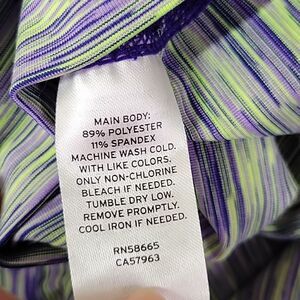 MAIN BODY:
89% POLYESTER
11% SPANDEX
MACHINE WASH COLD.
WITH LIKE COLORS.
ONLY NON-CHLORINE
BLEACH IF NEEDED.
TUMBLE DRY LOW.
REMOVE PROMPTLY.
COOL IRON IF NEEDED.
RN58665
CA57963